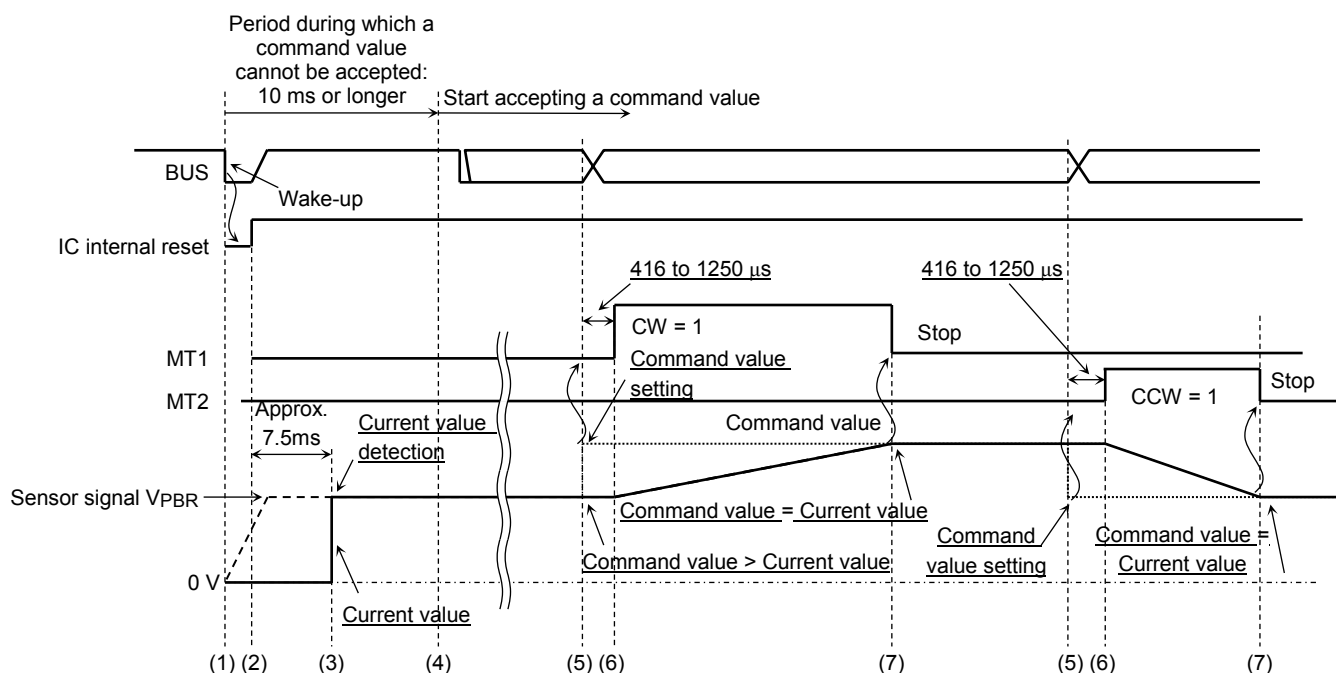 Period during which a
command value
cannot be accepted:
10 ms or longer
Start accepting a command value
BUS
Wake-up
IC internal reset
416 to 1250 μs
416 to 1250 μs
CW = 1
Stop
MT1
Command value
setting
MT2
CCW = 1
Stop
Approx.
7.5ms
Current value
detection
Command value
Sensor signal VPBR
Command value = Current value
Command value > Current value
Command
value setting
Command value =
Current value
0 V
Current value
(1) (2) (3) (4) (5) (6) (7) (5) (6) (7)